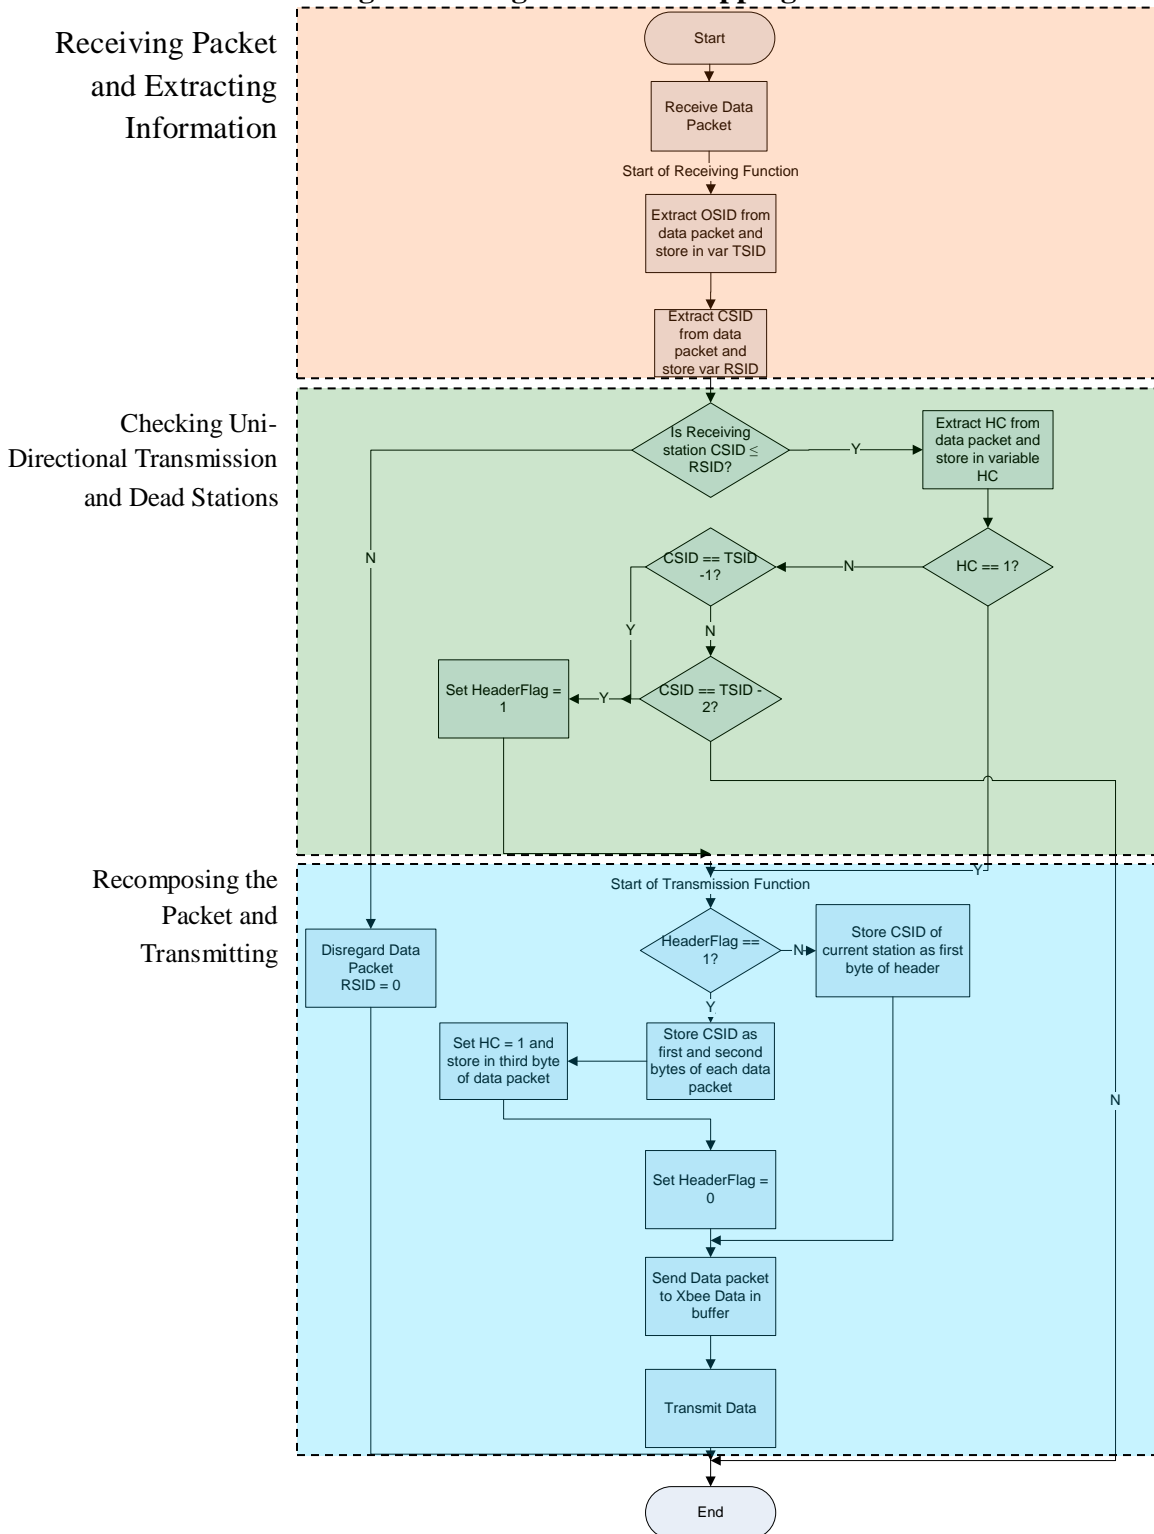 Receiving Packet
and Extracting
Information
Start
Receive Data
Packet
Start of Receiving Function
Extract OSID from
data packet and
store in var TSID
Extract CSID
from data
packet and
store var RSID
Checking Uni-
Directional Transmission
and Dead Stations
Is Receiving
station CSID ≤
RSID?
Y
Extract HC from
data packet and
store in variable
HC
N
CSID == TSID
-1?
N
HC == 1?
Y
N
Set HeaderFlag =
1
Y
CSID == TSID -
2?
Recomposing the
Packet and
Transmitting
Y
Start of Transmission Function
Disregard Data
Packet
RSID = 0
HeaderFlag ==
1?
N
Store CSID of
current station as first
byte of header
Y
Set HC = 1 and
store in third byte
of data packet
Store CSID as
first and second
bytes of each data
packet
N
Set HeaderFlag =
0
Send Data packet
to Xbee Data in
buffer
Transmit Data
End